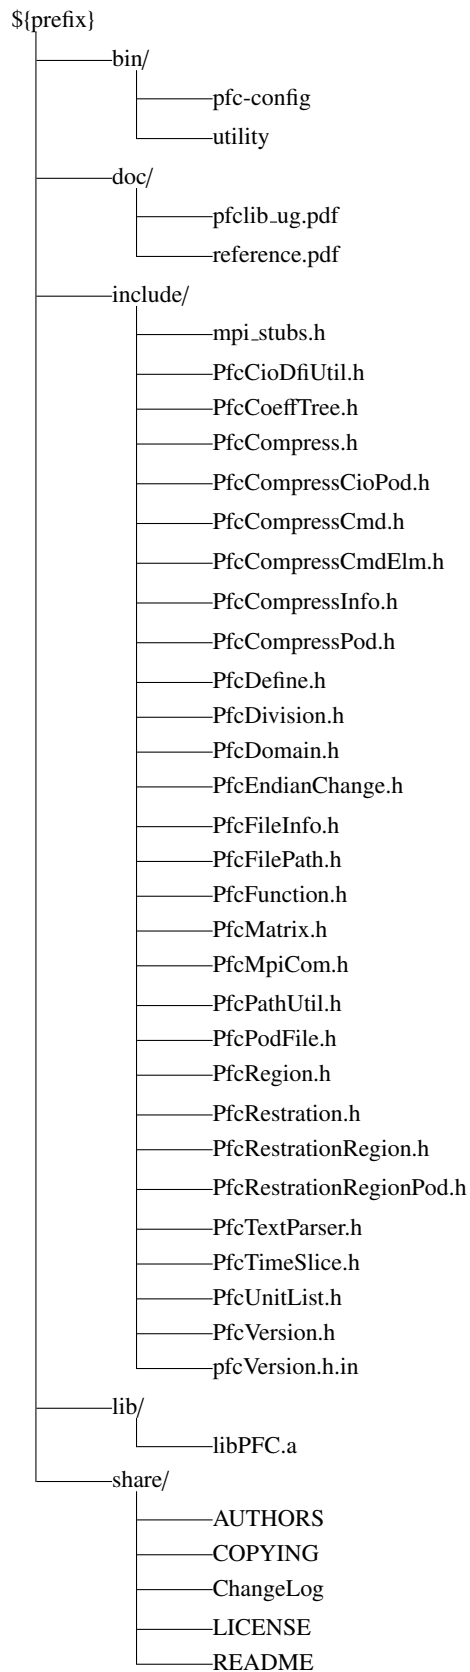 ${prefix}
bin/
pfc-config
utility
doc/
pfclib_ug.pdf
reference.pdf
include/
mpi_stubs.h
PfcCioDfiUtil.h
PfcCoeffTree.h
PfcCompress.h
PfcCompressCioPod.h
PfcCompressCmd.h
PfcCompressCmdElm.h
PfcCompressInfo.h
PfcCompressPod.h
PfcDefine.h
PfcDivision.h
PfcDomain.h
PfcEndianChange.h
PfcFileInfo.h
PfcFilePath.h
PfcFunction.h
PfcMatrix.h
PfcMpiCom.h
PfcPathUtil.h
PfcPodFile.h
PfcRegion.h
PfcRestration.h
PfcRestrationRegion.h
PfcRestrationRegionPod.h
PfcTextParser.h
PfcTimeSlice.h
PfcUnitList.h
PfcVersion.h
pfcVersion.h.in
lib/
libPFC.a
share/
AUTHORS
COPYING
ChangeLog
LICENSE
README